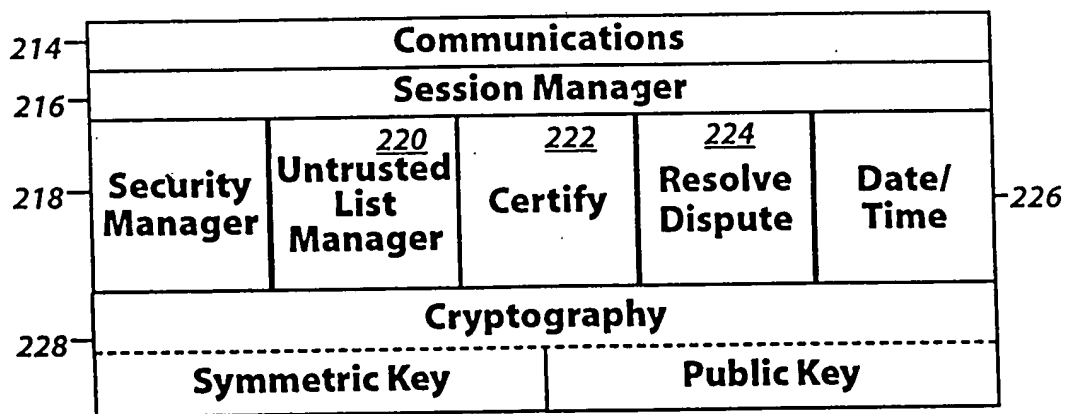 214
Communications
216
Session Manager
218
Security
Manager
220
Untrusted
List
Manager
222
Certify
224
Resolve
Dispute
Date/
Time
226
228
Cryptography
Symmetric Key
Public Key